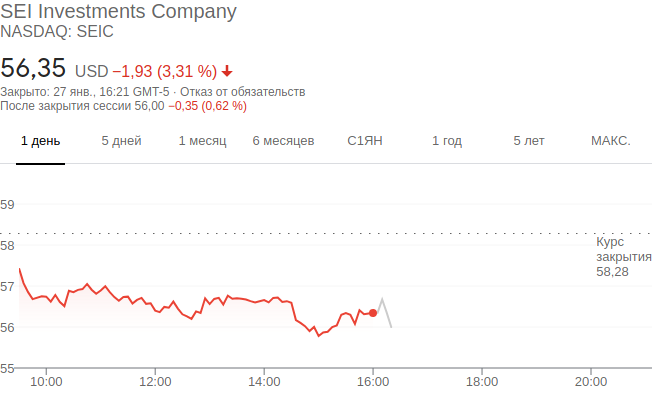 SEI Investments Company
NASDAQ: SEIC
56,35 USD −1,93 (3,31 %)
Закрыто: 27 янв., 16:21 GMT-5 · Отказ от обязательств
После закрытия сессии 56,00 −0,35 (0,62 %)
1 день 5 дней 1 месяц 6 месяцев С1ЯН 1 год 5 лет МАКС.
59
58
57
56
55
Курс
закрытия
58,28
10:00 12:00 14:00 16:00 18:00 20:00